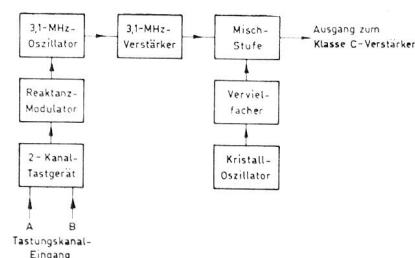 3,1-MHz-
Oszillator
3,1-MHz-
Verstärker
Misch-
Stufe
Ausgang zum
Klasse C-Verstärker
Reaktanz-
Modulator
Verviel-
facher
2-Kanal-
Tastgerät
Kristall-
Oszillator
A B
Tastungskanal-
Eingang